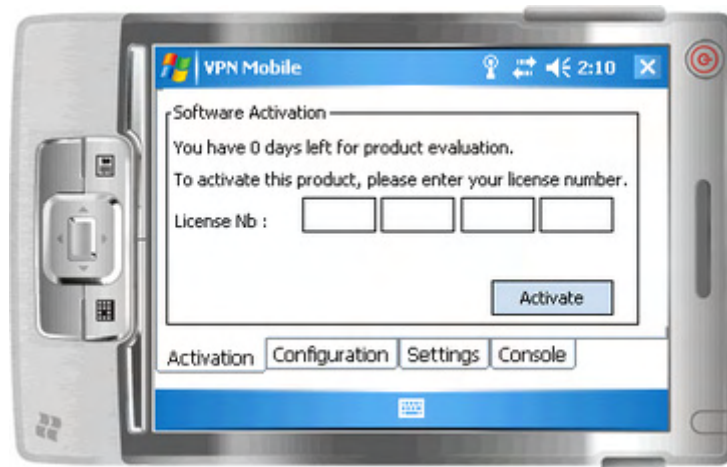 VPN Mobile 2:10
Software Activation
You have 0 days left for product evaluation.
To activate this product, please enter your license number.
License Nb :
Activate
Activation Configuration Settings Console